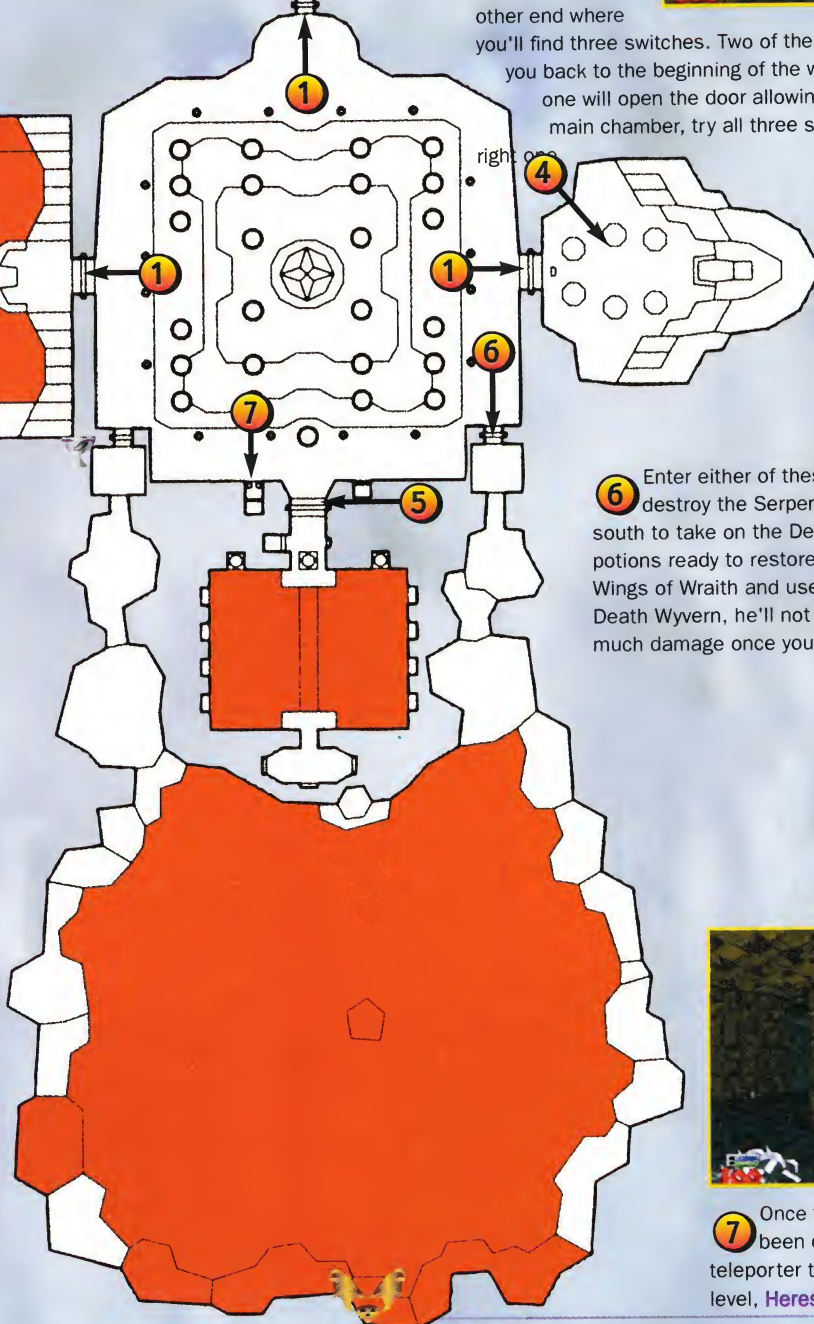 other end where
you'll find three switches. Two of the
you back to the beginning of the w
one will open the door allowin
main chamber, try all three s
right one
1
4
1
1
6
7
5
6 Enter either of thes
destroy the Serper
south to take on the De
potions ready to restore
Wings of Wraith and use
Death Wyvern, he'll not
much damage once you
7 Once t
been d
teleporter t
level, Heres